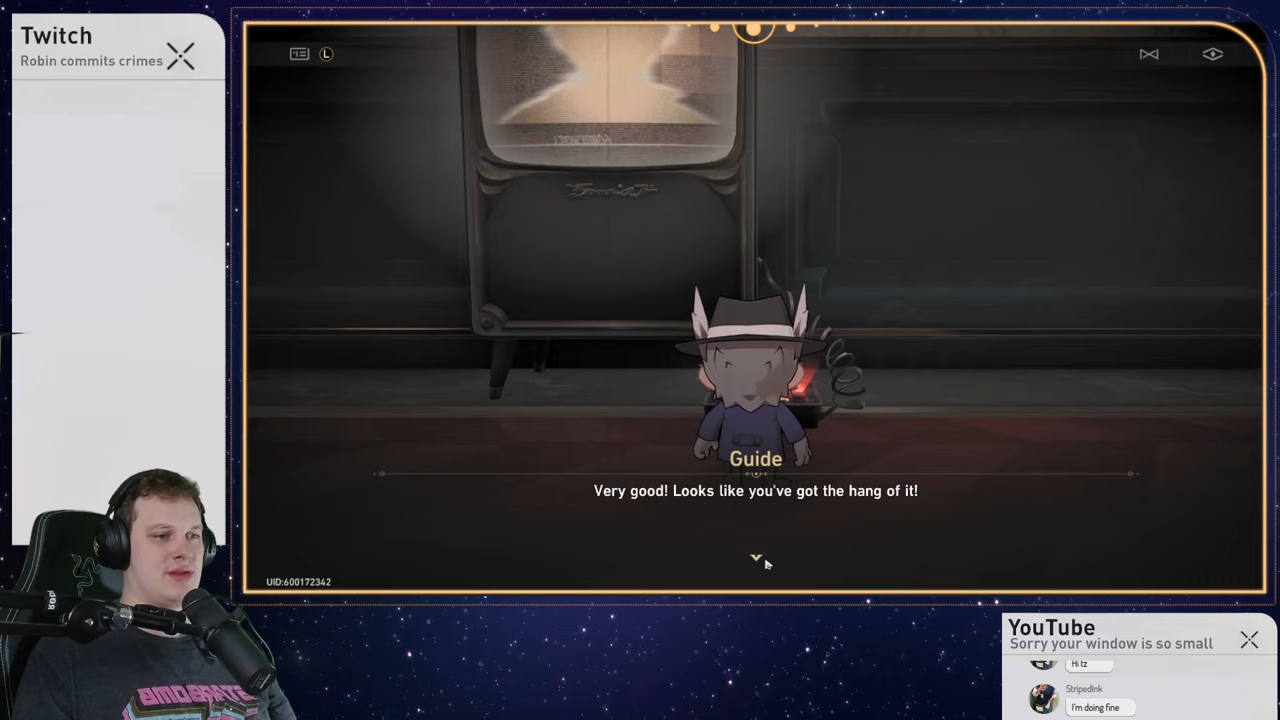 Twitch
Robin commits crimes
L
Guide
Very good! Looks like you've got the hang of it!
UID:600172342
YouTube
Sorry your window is so small
Hi tz
StripedInk
I'm doing fine